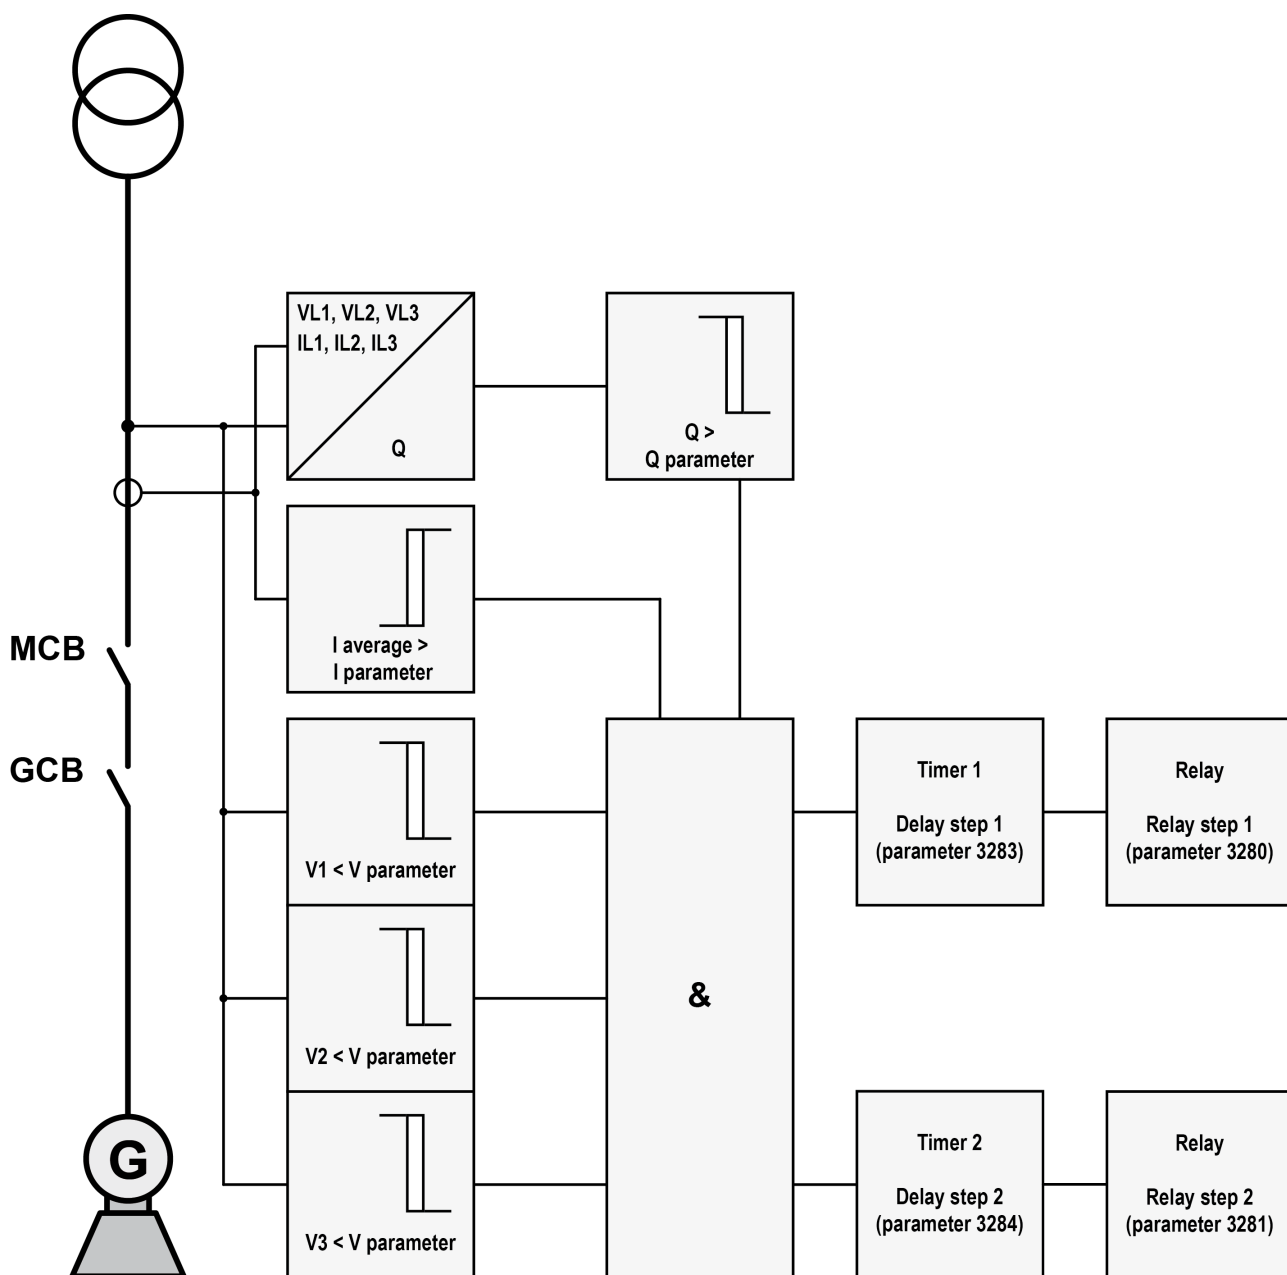 VL1, VL2, VL3
IL1, IL2, IL3
Q
Q >
Q parameter
I average >
I parameter
MCB
GCB
V1 < V parameter
V2 < V parameter
V3 < V parameter
&
Timer 1
Delay step 1
(parameter 3283)
Relay
Relay step 1
(parameter 3280)
Timer 2
Delay step 2
(parameter 3284)
Relay
Relay step 2
(parameter 3281)
G